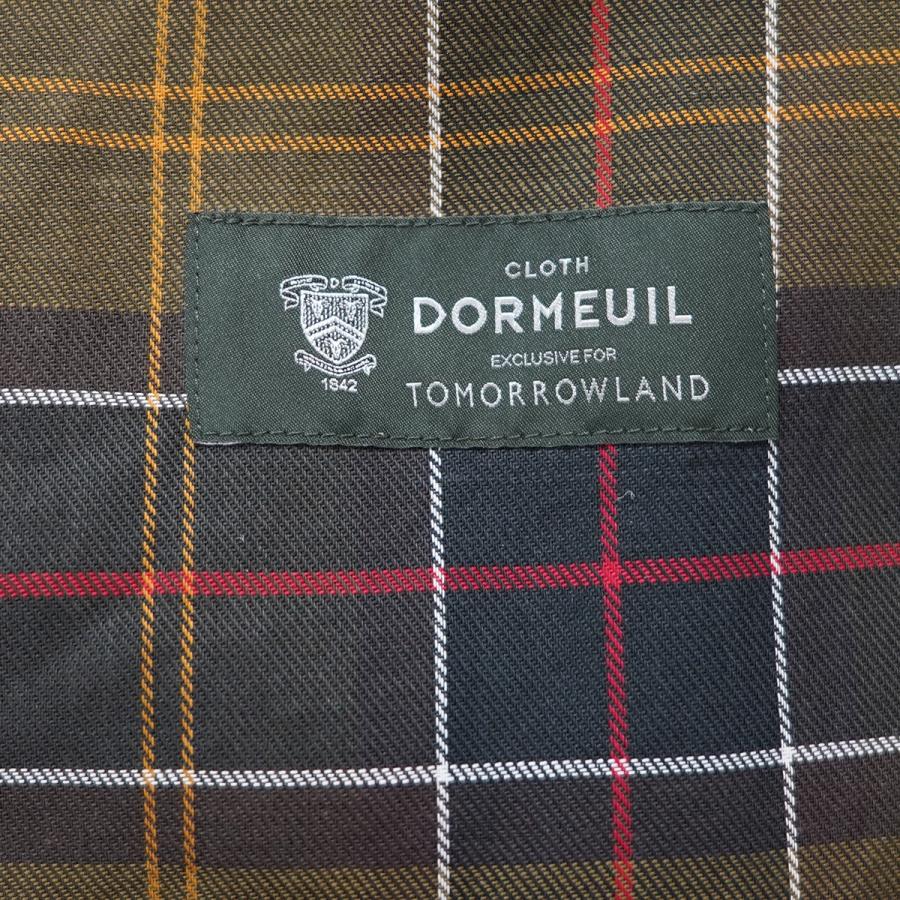 D
1842
CLOTH
DORMEUIL
EXCLUSIVE FOR
TOMORROWLAND